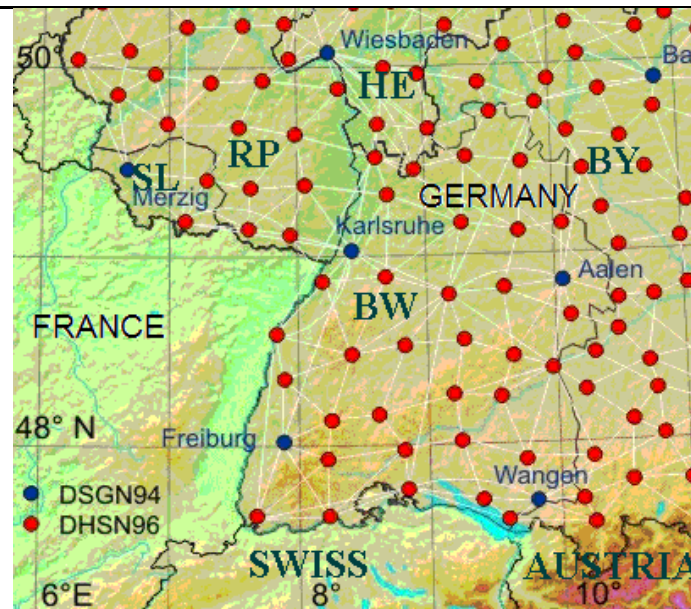 Wiesbaden
50°
Ba
HE
RP
BY
SL
GERMANY
Merzig
Karlsruhe
Aalen
BW
FRANCE
48° N
Freiburg
Wangen
DSGN94
DHSN96
SWISS
AUSTRIA
6°E
8°
10°